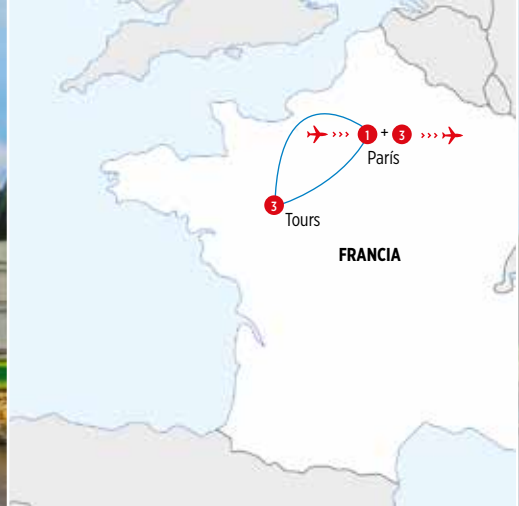 1 + 3
París
3
Tours
FRANCIA